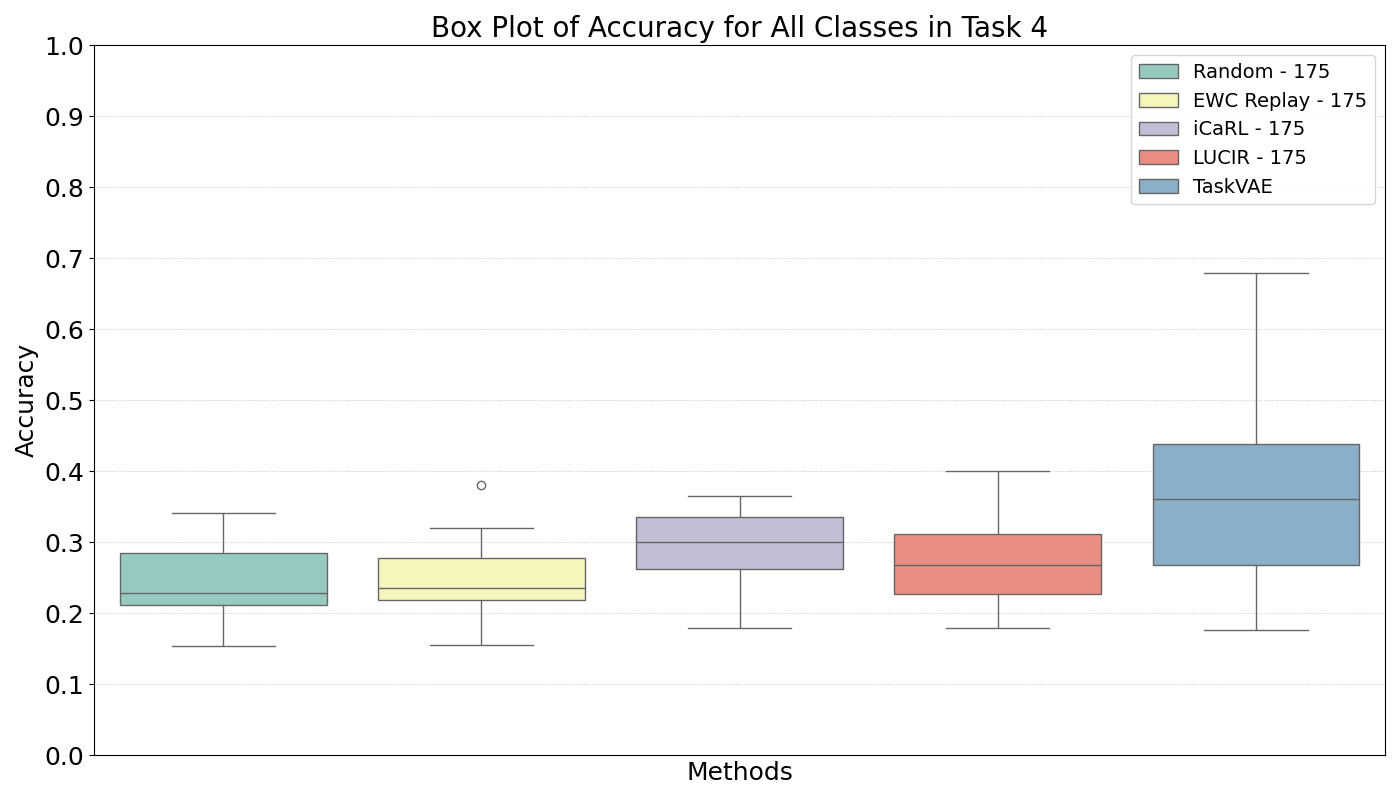 Box Plot of Accuracy for All Classes in Task 4
1.0
0.9
0.8
0.7
0.6
0.5
0.4
0.3
0.2
0.1
0.0
Accuracy
Methods
Random - 175
EWC Replay - 175
iCaRL - 175
LUCIR - 175
TaskVAE